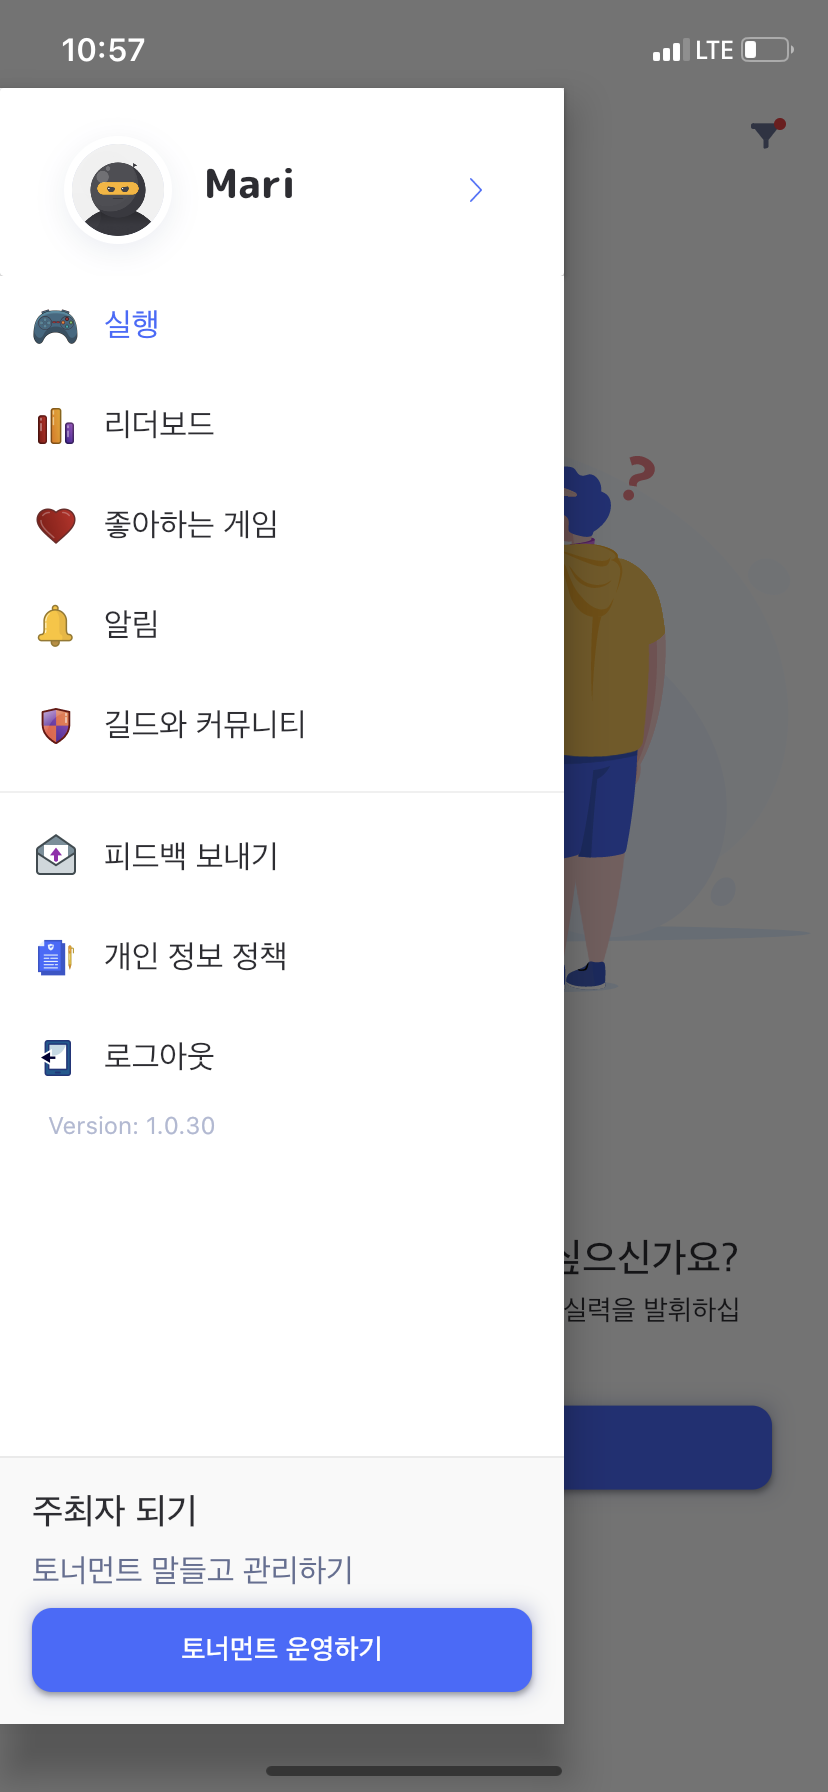 10:57
LTE
Mari
실행
리더보드
좋아하는 게임
알림
길드와 커뮤니티
피드백 보내기
개인 정보 정책
로그아웃
Version: 1.0.30
?
싶으신가요?
실력을 발휘하십
주최자 되기
토너먼트 말들고 관리하기
토너먼트 운영하기